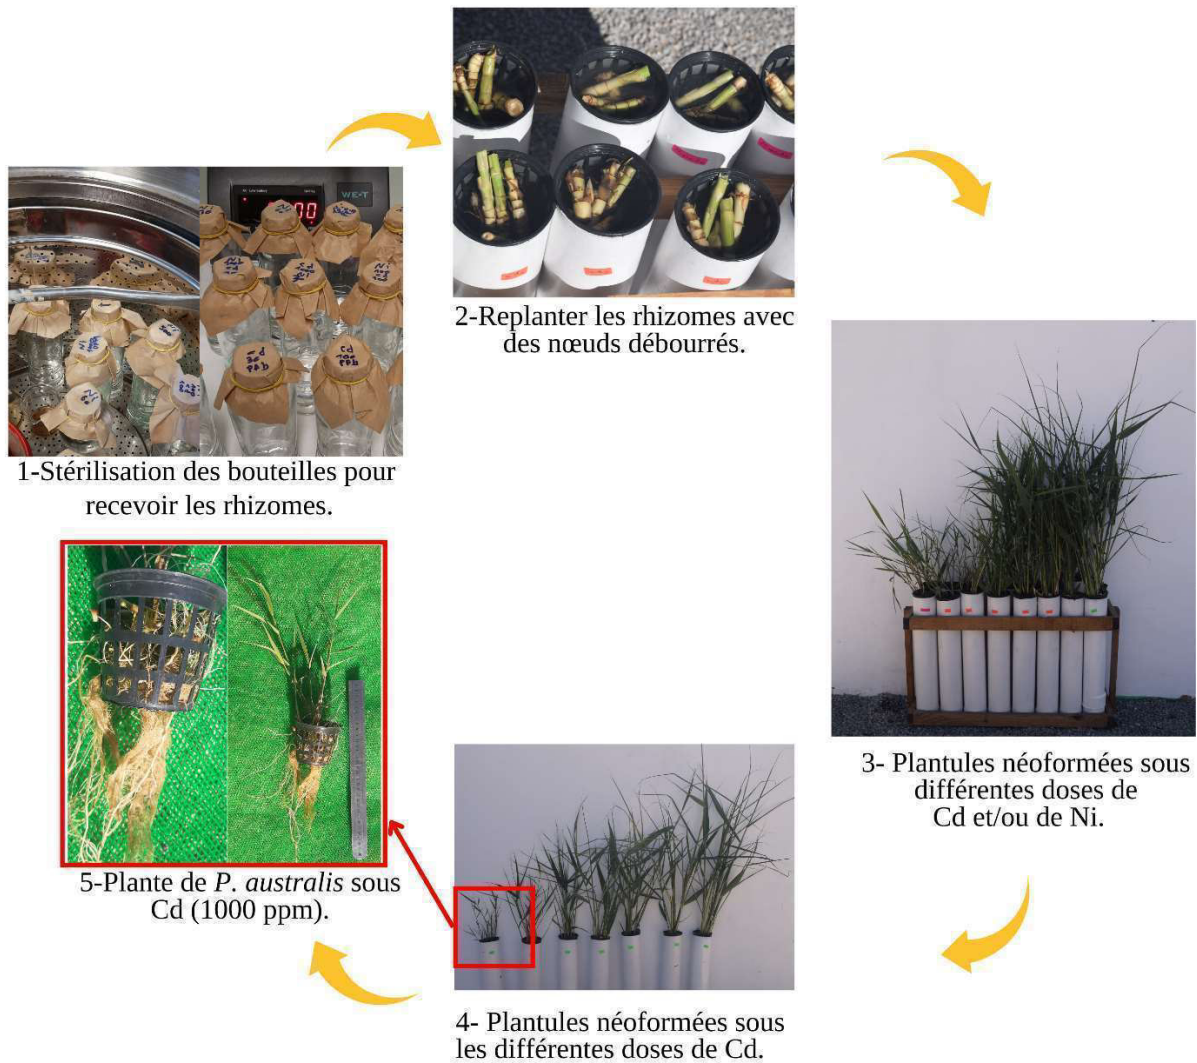 WE-T
00
1-Stérilisation des bouteilles pour
recevoir les rhizomes.
2-Replanter les rhizomes avec
des nœuds débourrés.
3- Plantules néoformées sous
différentes doses de
Cd et/ou de Ni.
4- Plantules néoformées sous
les différentes doses de Cd.
5-Plante de P. australis sous
Cd (1000 ppm).